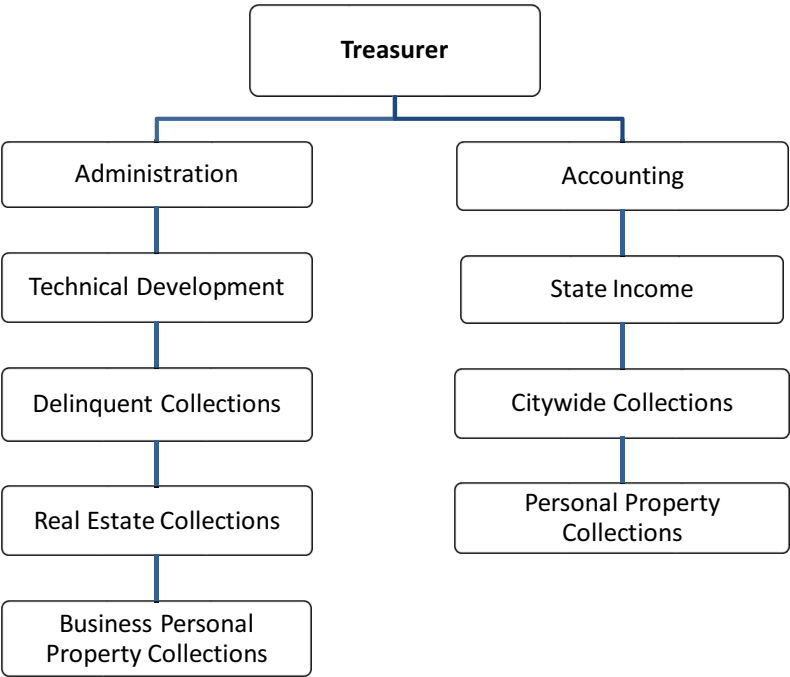 Treasurer
Administration
Technical Development
Delinquent Collections
Real Estate Collections
Business Personal
Property Collections
Accounting
State Income
Citywide Collections
Personal Property
Collections